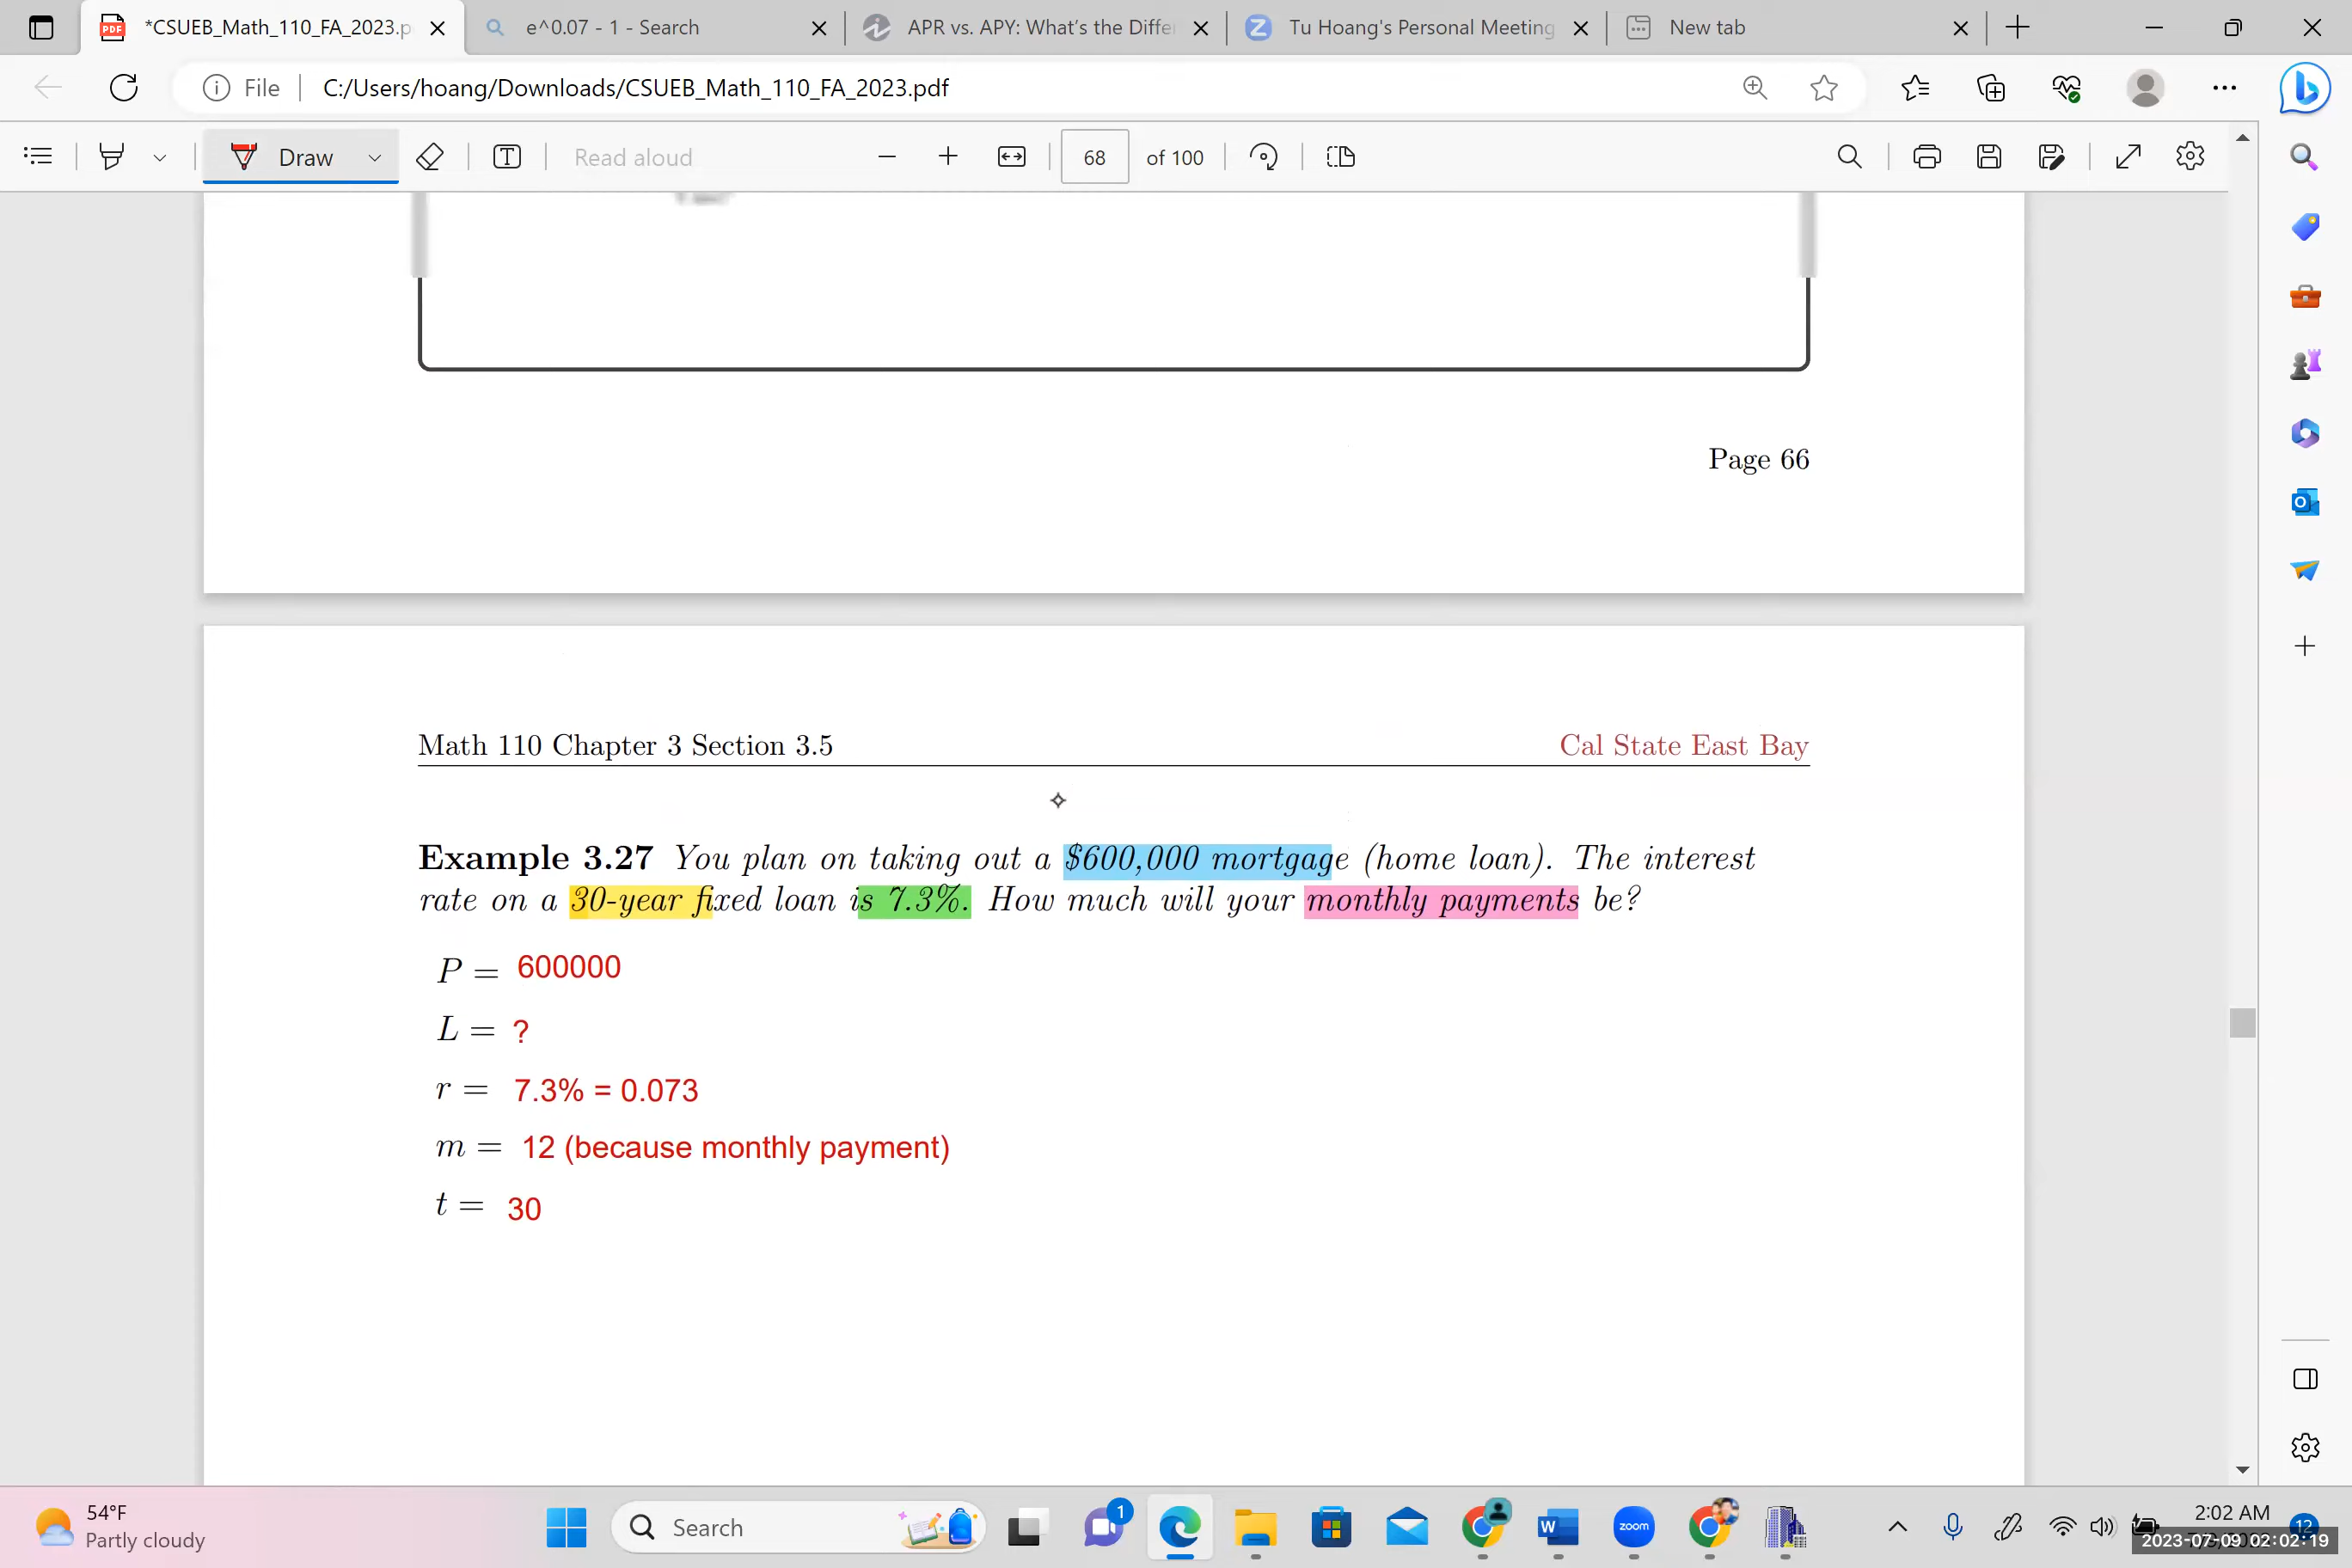 *CSUEB_Math_110_FA_2023.p
e^0.07 - 1 - Search
APR vs. APY: What's the Diffe
Tu Hoang's Personal Meeting
New tab
File
C:/Users/hoang/Downloads/CSUEB_Math_110_FA_2023.pdf
Draw
Read aloud
68 of 100
Page 66
Math 110 Chapter 3 Section 3.5
Cal State East Bay
Example 3.27 You plan on taking out a $600,000 mortgage (home loan). The interest
rate on a 30-year fixed loan is 7.3%. How much will your monthly payments be?
P = 600000
L = ?
r = 7.3% = 0.073
m = 12 (because monthly payment)
t = 30
54°F
Partly cloudy
Search
1
zoom
2:02 AM
12
2023-07-09 02:02:19